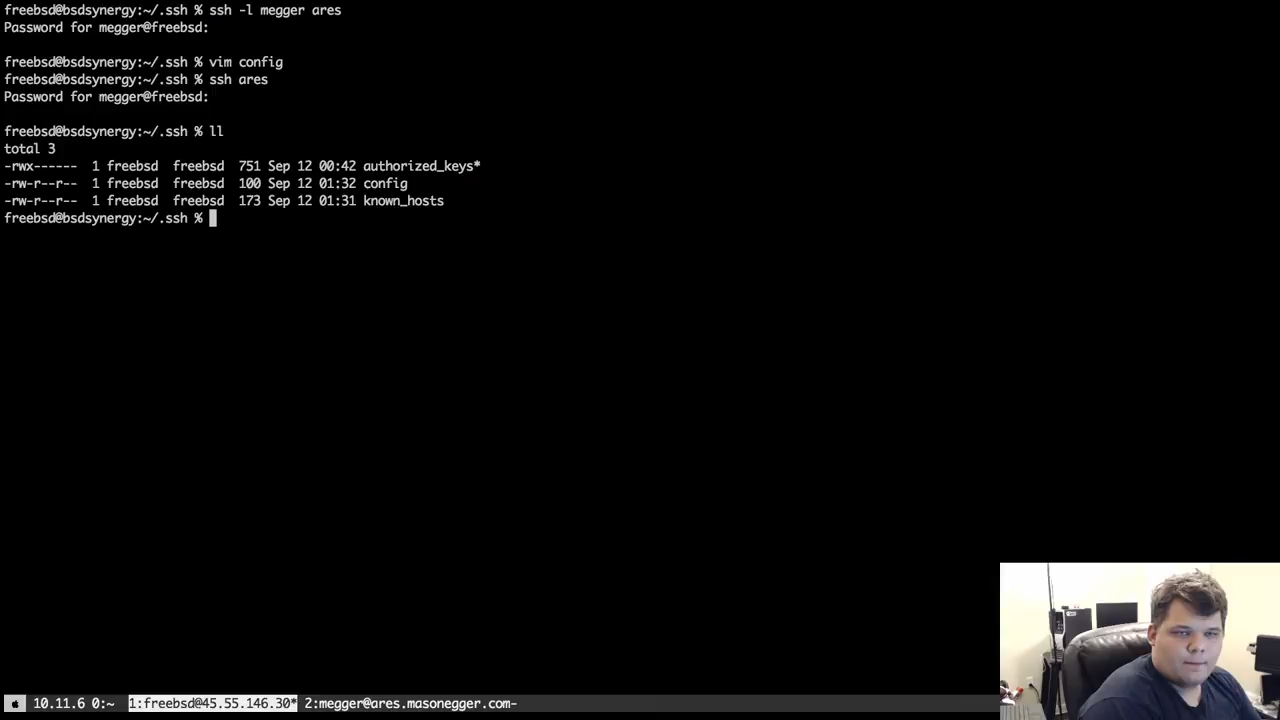 freebsd@bsdsynergy:~/.ssh % ssh -l megger ares
Password for megger@freebsd:
freebsd@bsdsynergy:~/.ssh % vim config
freebsd@bsdsynergy:~/.ssh % ssh ares
Password for megger@freebsd:
freebsd@bsdsynergy:~/.ssh % ll
total 3
-rwx------  1 freebsd  freebsd  751 Sep 12 00:42 authorized_keys*
-rw-r--r--  1 freebsd  freebsd  100 Sep 12 01:32 config
-rw-r--r--  1 freebsd  freebsd  173 Sep 12 01:31 known_hosts
freebsd@bsdsynergy:~/.ssh %
10.11.6 0:~  1:freebsd@45.55.146.30* 2:megger@ares.masonegger.com-